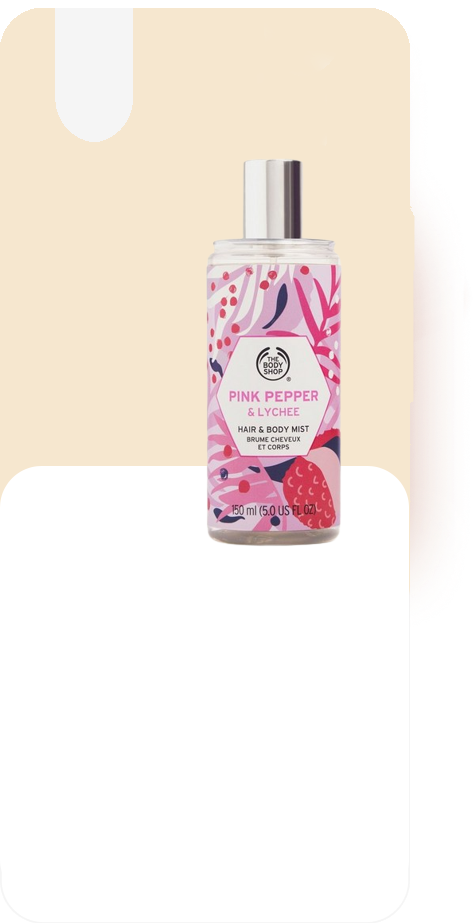 THE
BODY
SHOP
®
PINK PEPPER
& LYCHEE
HAIR & BODY MIST
BRUME CHEVEUX
ET CORPS
150 ml (5.0 US FL OZ)